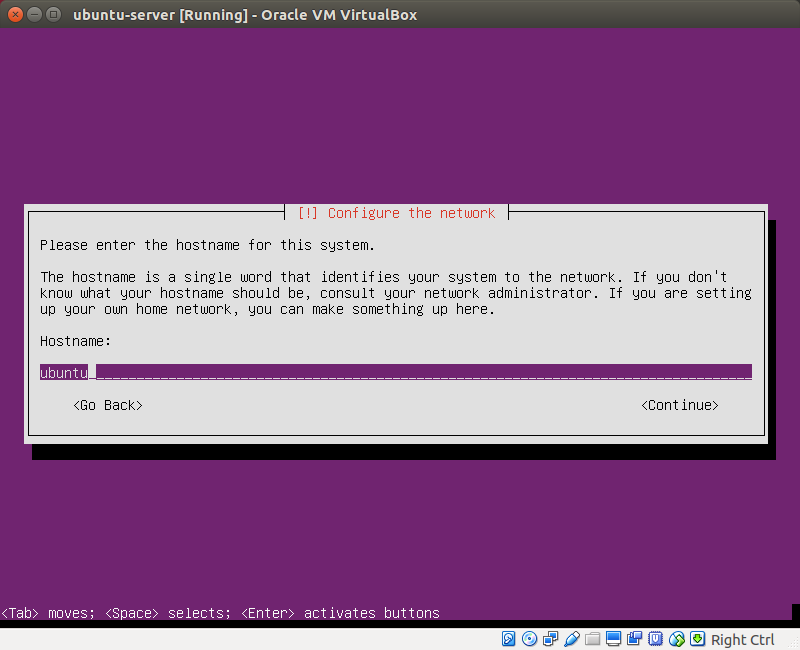 ubuntu-server [Running] - Oracle VM VirtualBox
[!] Configure the network
Please enter the hostname for this system.
The hostname is a single word that identifies your system to the network. If you don't
know what your hostname should be, consult your network administrator. If you are setting
up your own home network, you can make something up here.
Hostname:
ubuntu
<Go Back> <Continue>
<Tab> moves; <Space> selects; <Enter> activates buttons
Right Ctrl